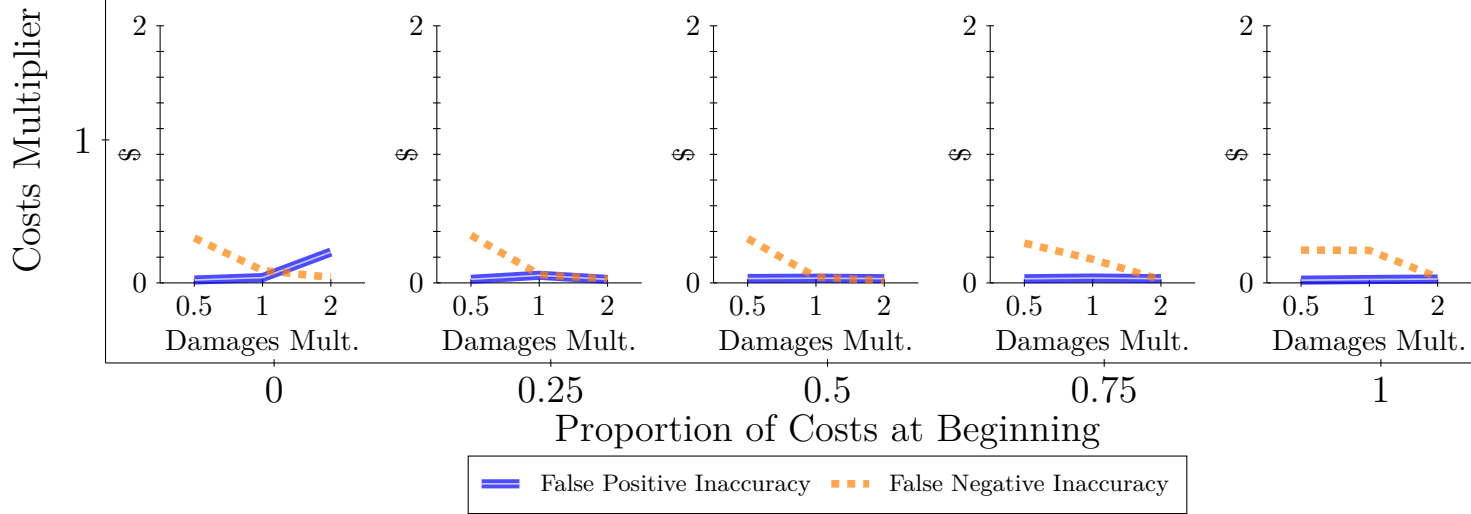 Costs Multiplier
1
2
$
0
0.5 1 2
Damages Mult.
2
$
0
0.5 1 2
Damages Mult.
2
$
0
0.5 1 2
Damages Mult.
2
$
0
0.5 1 2
Damages Mult.
2
$
0
0.5 1 2
Damages Mult.
0 0.25 0.5 0.75 1
Proportion of Costs at Beginning
False Positive Inaccuracy False Negative Inaccuracy